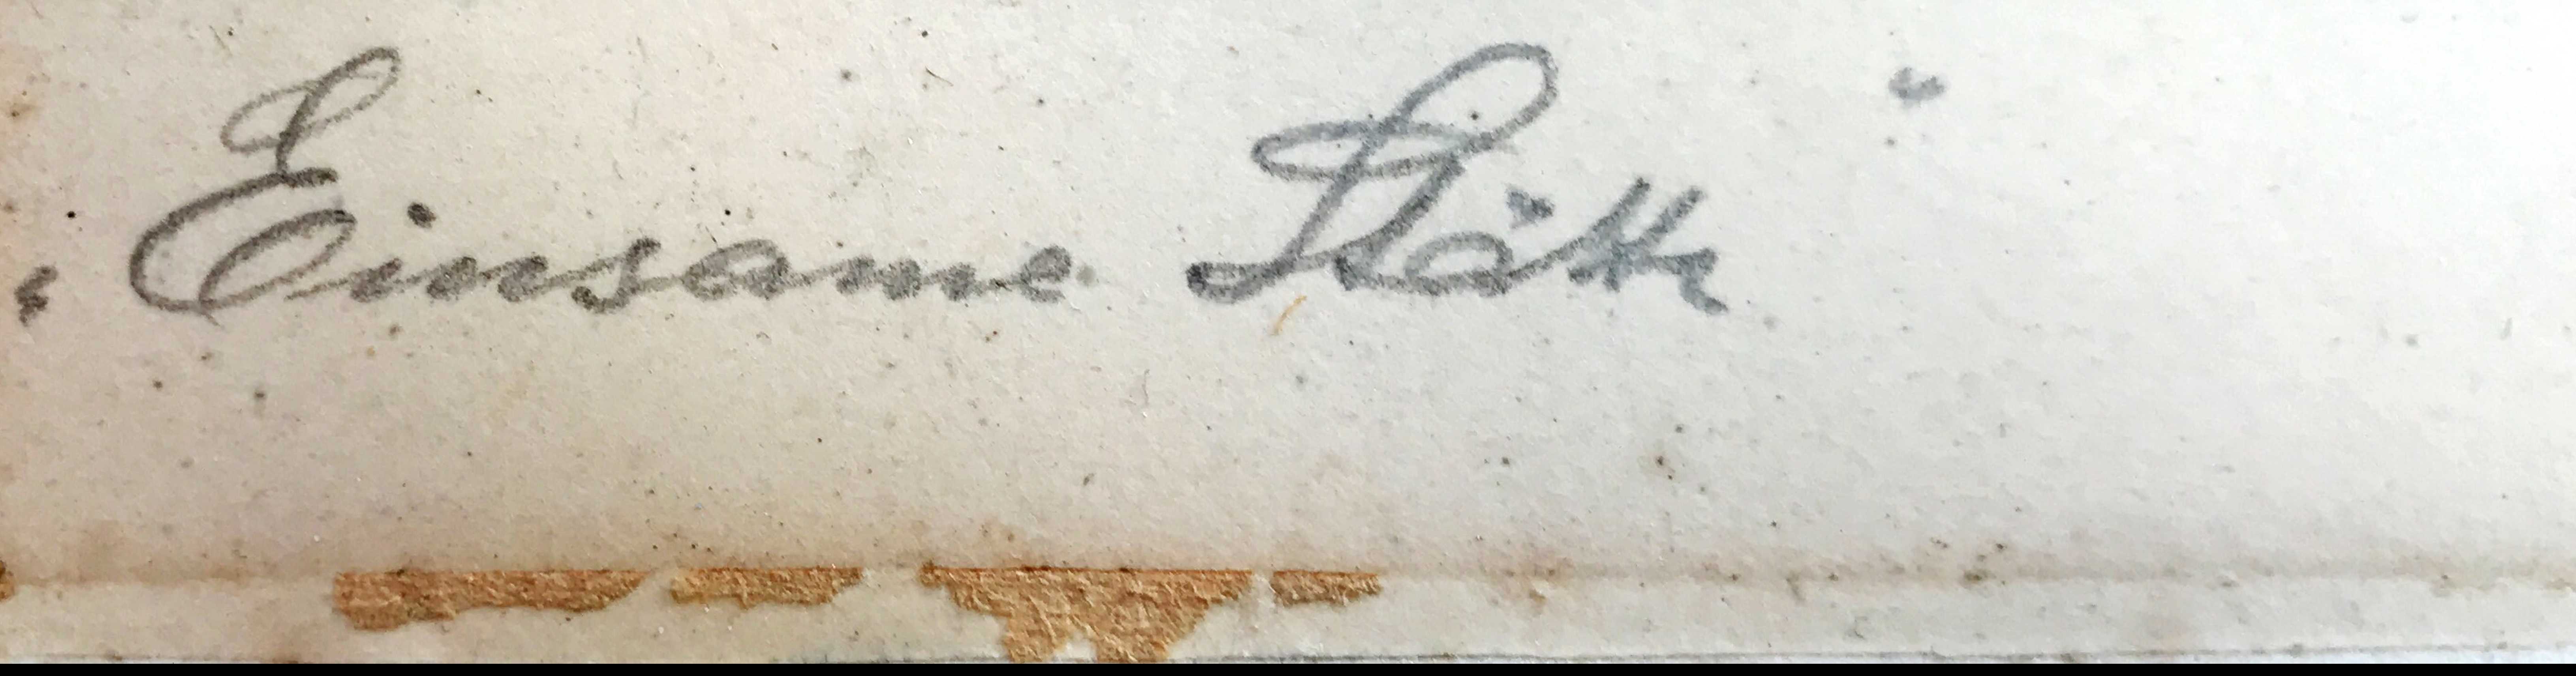 „Einsame Stätte“